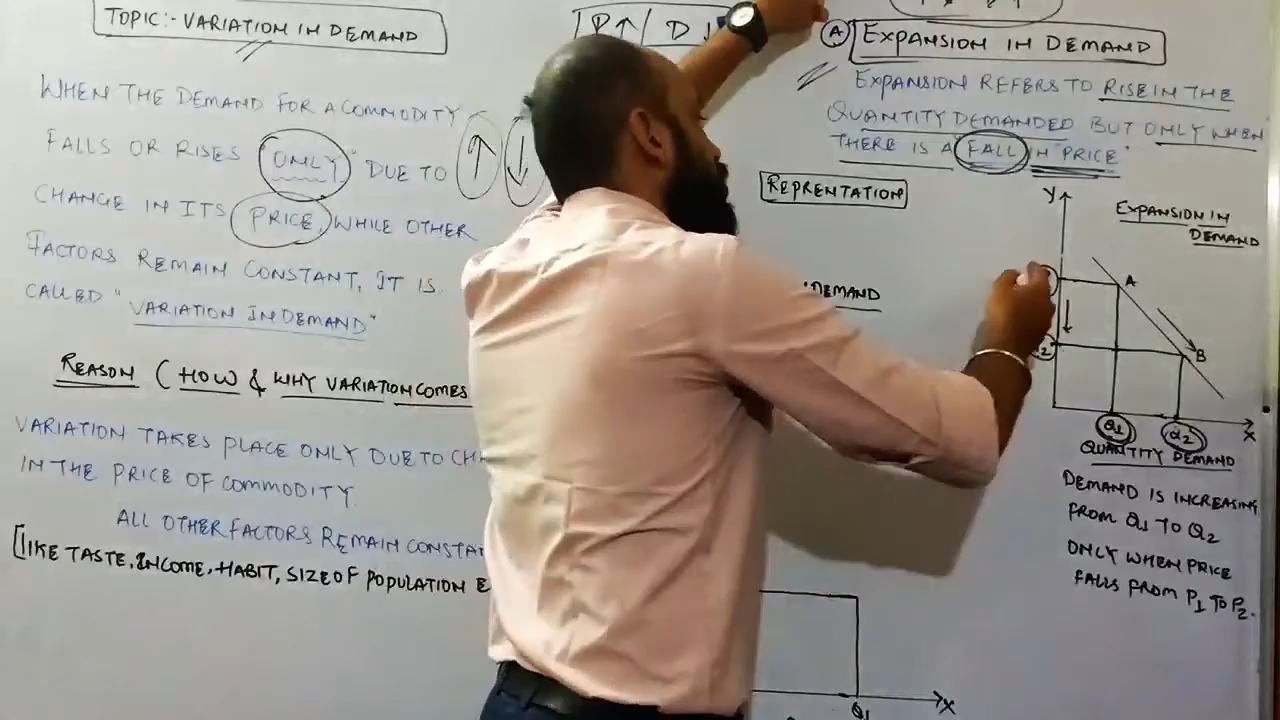 TOPIC:- VARIATION IN DEMAND
WHEN THE DEMAND FOR A COMMODITY
FALLS OR RISES "ONLY" DUE TO ↑ ↓
CHANGE IN ITS PRICE, WHILE OTHER
FACTORS REMAIN CONSTANT, IT IS
CALLED "VARIATION IN DEMAND"
REASON (HOW & WHY VARIATION COMES
VARIATION TAKES PLACE ONLY DUE TO
IN THE PRICE OF COMMODITY.
ALL OTHER FACTORS REMAIN
[LIKE TASTE, INCOME, HABIT, SIZE OF POPULATION
P↑ D↓
A EXPANSION IN DEMAND
EXPANSION REFERS TO RISE IN THE
QUANTITY DEMANDED BUT ONLY WHEN
THERE IS A "FALL IN "PRICE"
REPRENTATION
DEMAND
Y
EXPANSION IN
DEMAND
A
B
2
Q1 Q2 X
QUANTITY DEMAND
DEMAND IS INCREASING
FROM Q1 TO Q2
ONLY WHEN PRICE
FALLS FROM P1 TO P2.
X
Q1